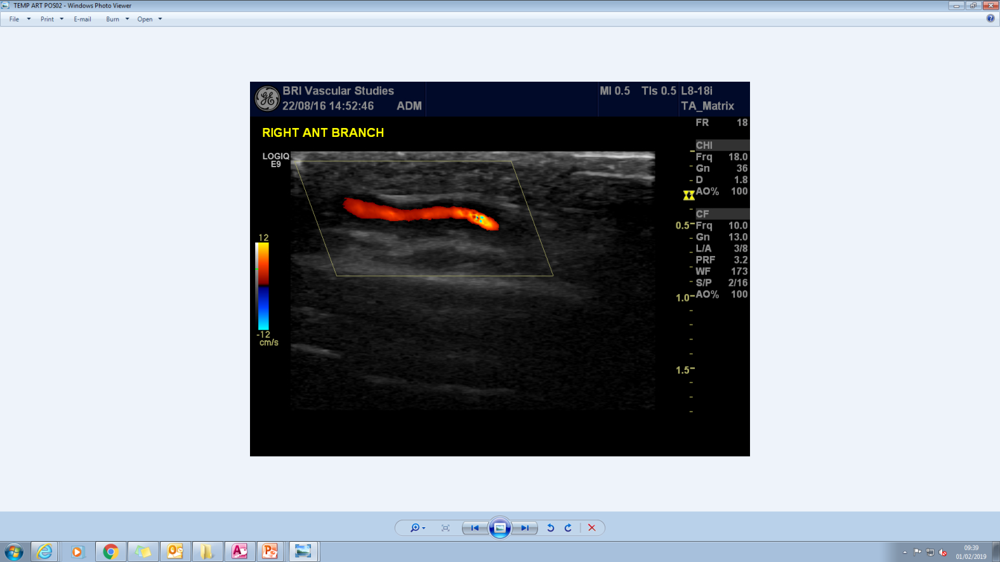 TEMP ART POS02 - Windows Photo Viewer
File Print E-mail Burn Open
BRI Vascular Studies
22/08/16 14:52:46 ADM
MI 0.5 TIs 0.5 L8-18i
TA_Matrix
FR 18
RIGHT ANT BRANCH
LOGIQ
E9
CHI
Frq 18.0
Gn 36
D 1.8
AO% 100
CF
0.5 Frq 10.0
Gn 13.0
L/A 3/8
PRF 3.2
WF 173
S/P 2/16
1.0 AO% 100
1.5
12
-12
cm/s
09:39
01/02/2019